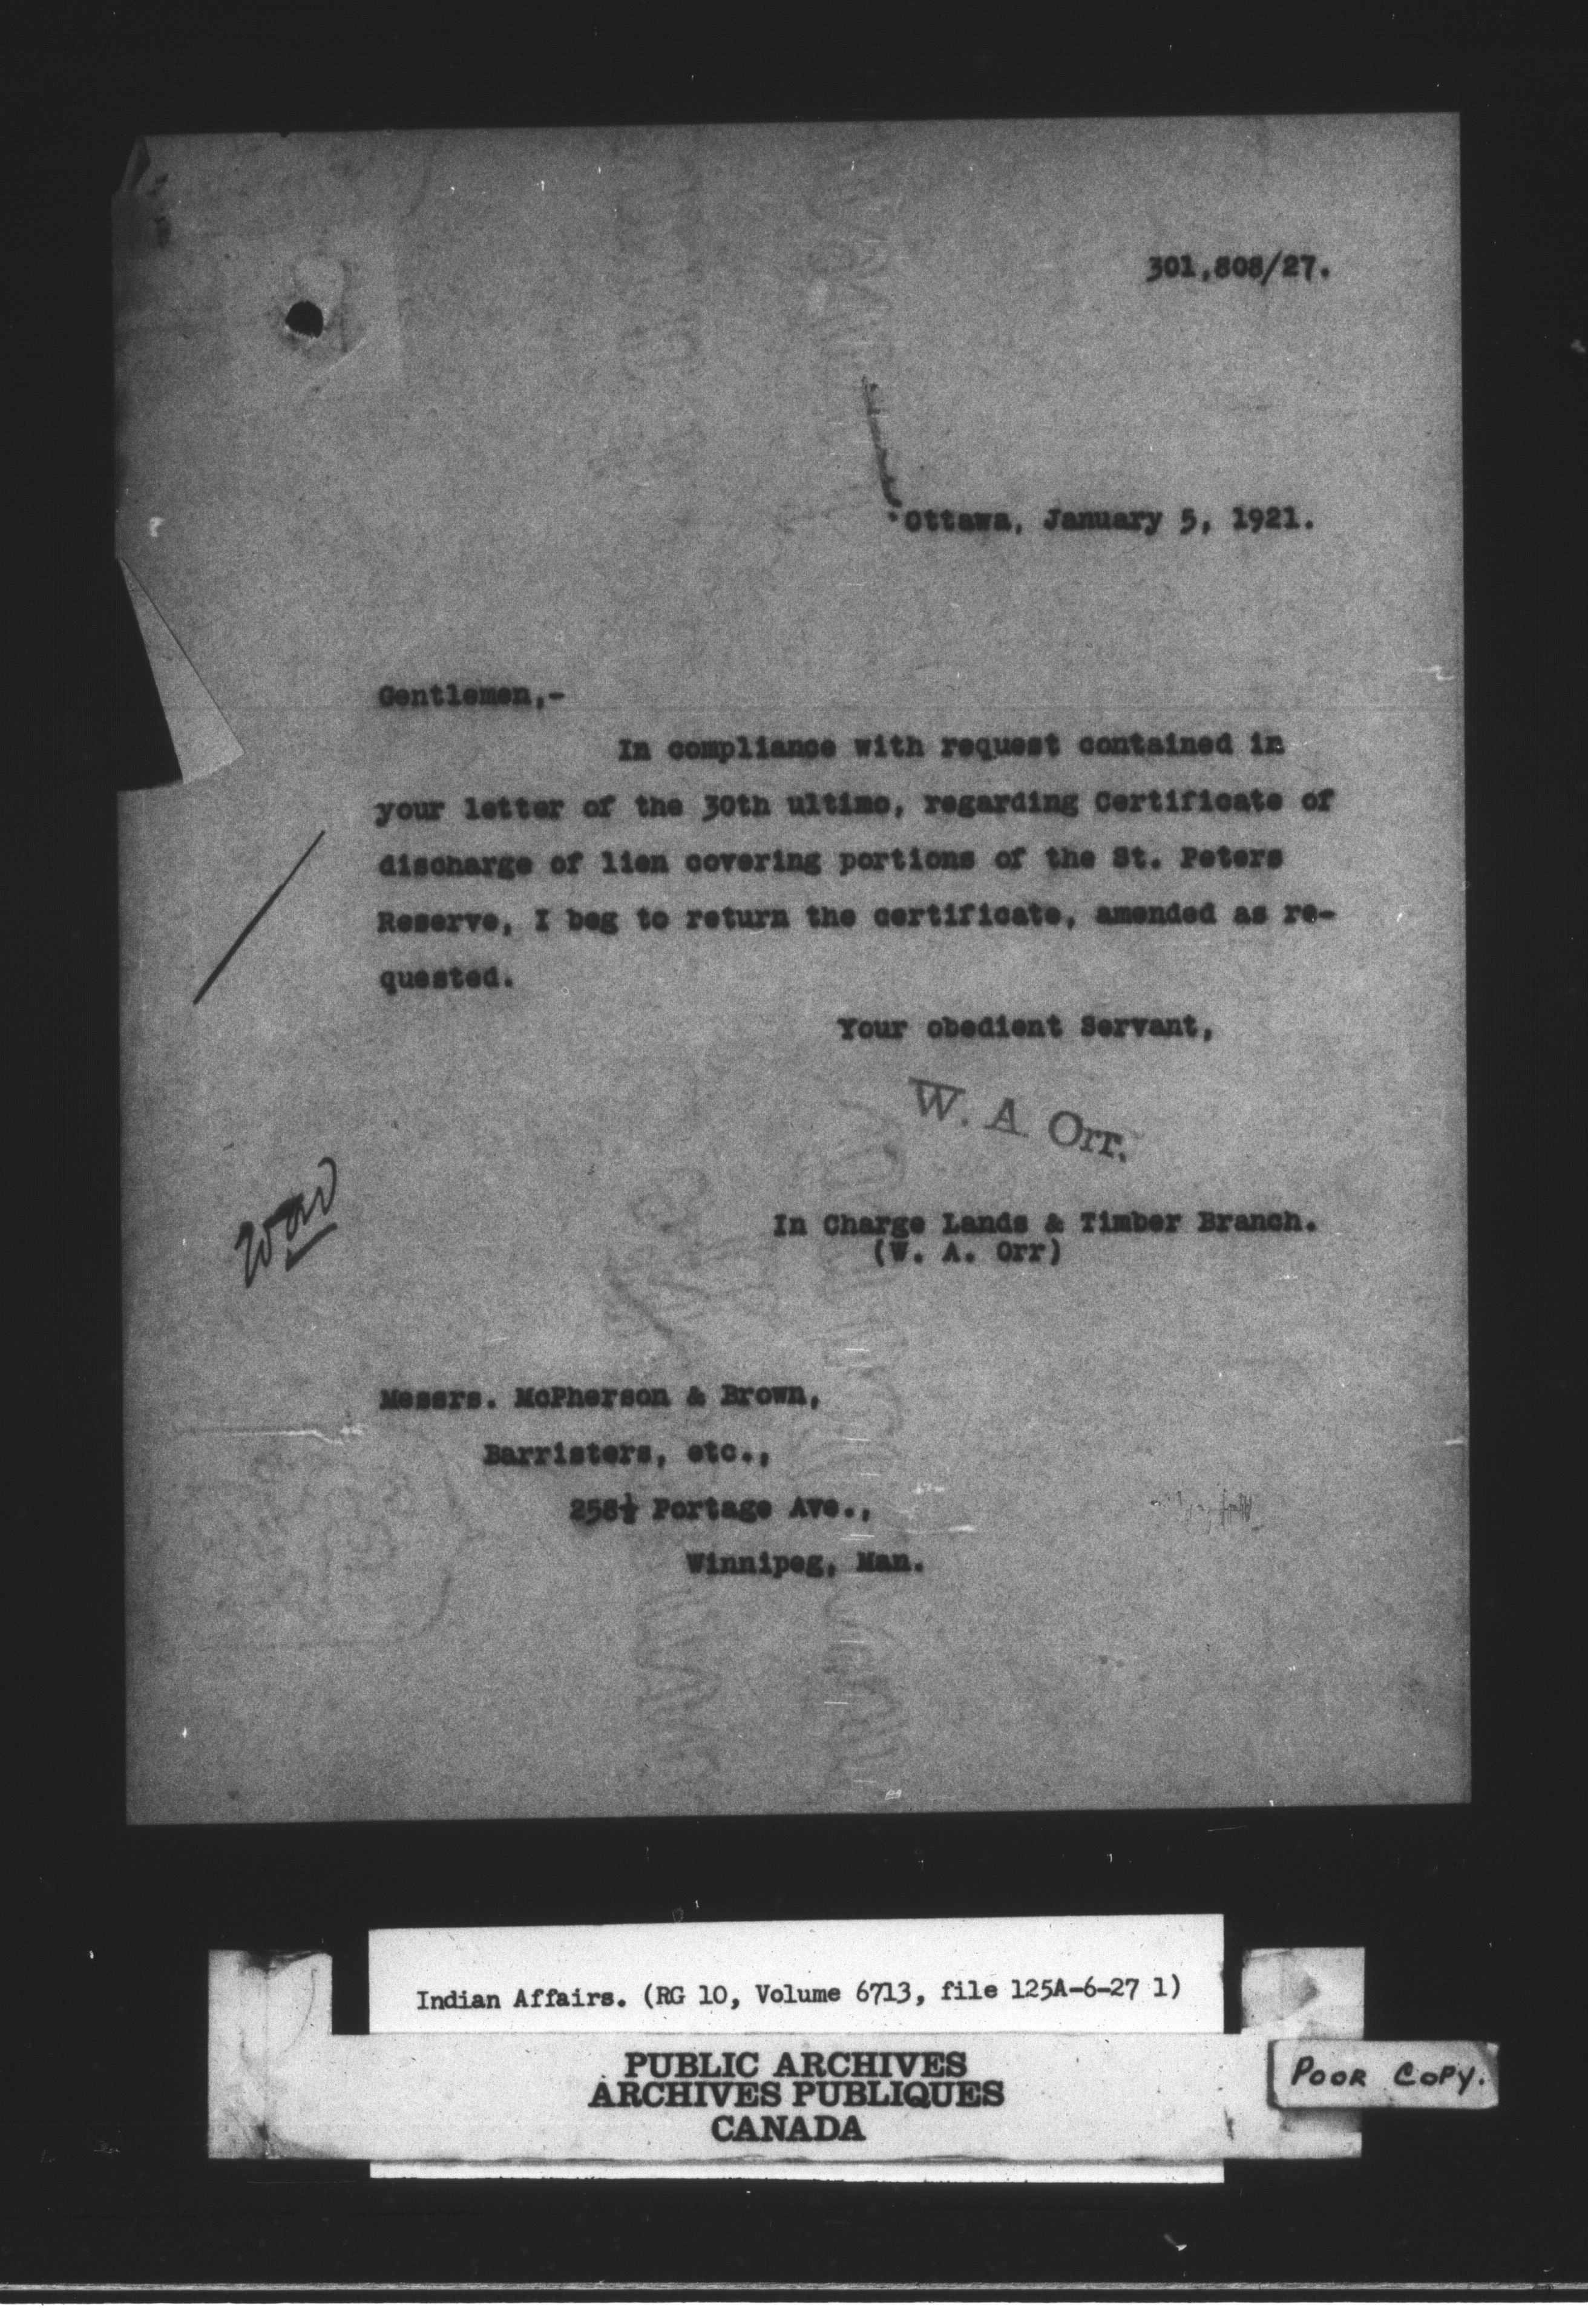 301,808/27.
Ottawa, January 5, 1921.
Gentlemen,-
In compliance with request contained in
your letter of the 30th ultimo, regarding Certificate of
discharge of lien covering portions of the St. Peters
Reserve, I beg to return the certificate, amended as re-
quested.
Your obedient Servant,
W. A. Orr.
In Charge Lands & Timber Branch.
(W. A. Orr)
Messrs. McPherson & Brown,
Barristers, etc.,
258½ Portage Ave.,
Winnipeg, Man.
Indian Affairs. (RG 10, Volume 6713, file 125A-6-27 1)
PUBLIC ARCHIVES
ARCHIVES PUBLIQUES
CANADA
POOR COPY.